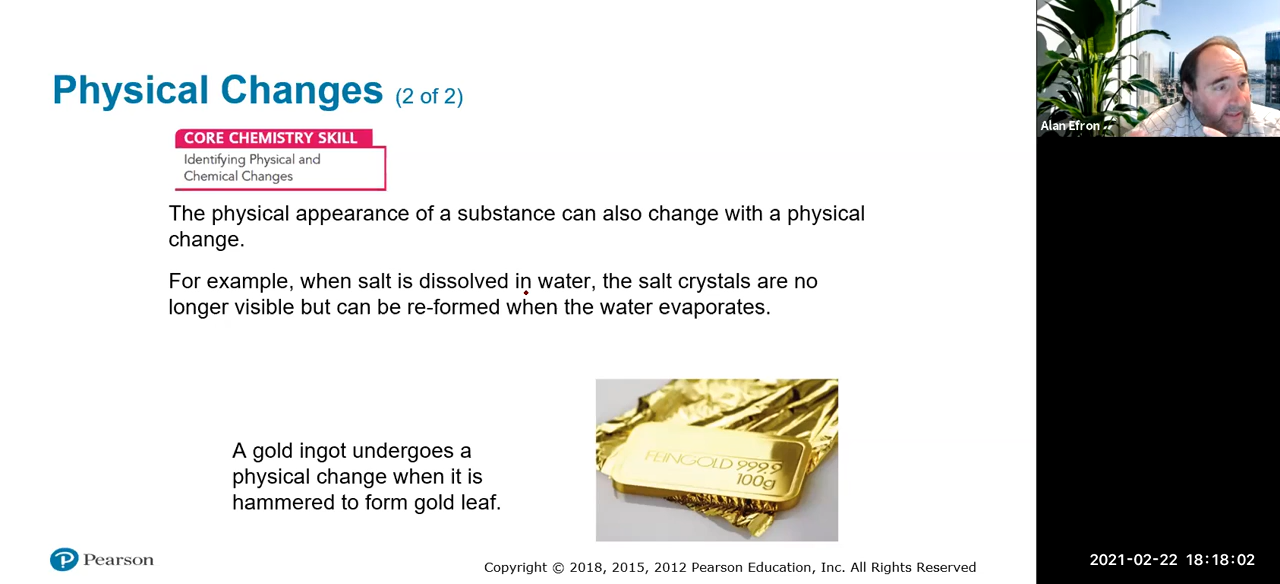 Physical Changes (2 of 2)
CORE CHEMISTRY SKILL
Identifying Physical and
Chemical Changes
The physical appearance of a substance can also change with a physical
change.
For example, when salt is dissolved in water, the salt crystals are no
longer visible but can be re-formed when the water evaporates.
A gold ingot undergoes a
physical change when it is
hammered to form gold leaf.
FEINGOLD 999.9
100g
Pearson
Copyright © 2018, 2015, 2012 Pearson Education, Inc. All Rights Reserved
Alan Efron
2021-02-22 18:18:02